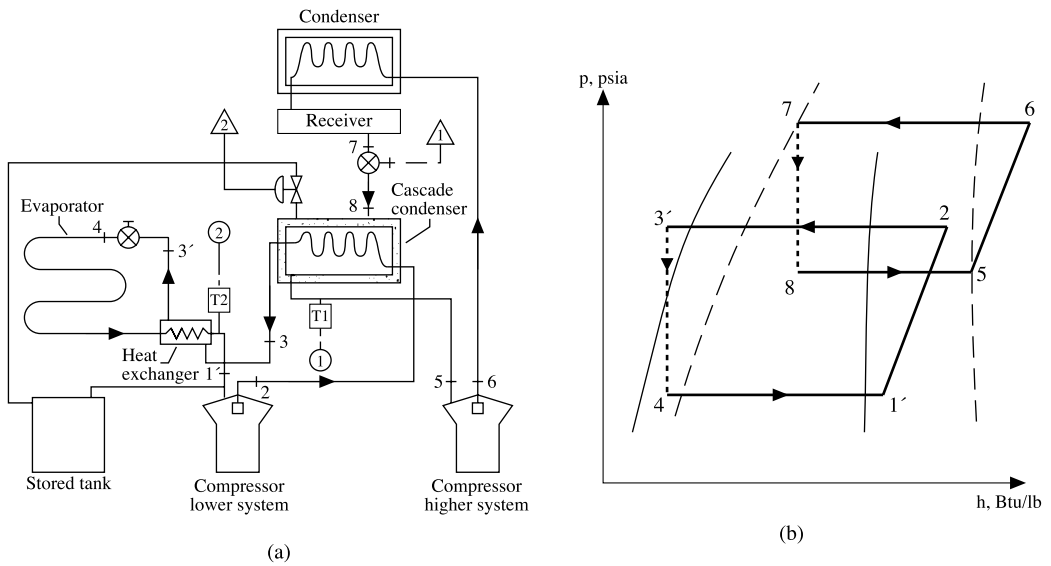 Condenser
Receiver
2
1
7
8
Cascade
condenser
Evaporator
4
3´
2
T2
T1
3
1
Heat
exchanger
1´
2
5
6
Stored tank
Compressor
lower system
Compressor
higher system
(a)
p, psia
7
6
3´
2
8
5
4
1´
h, Btu/lb
(b)